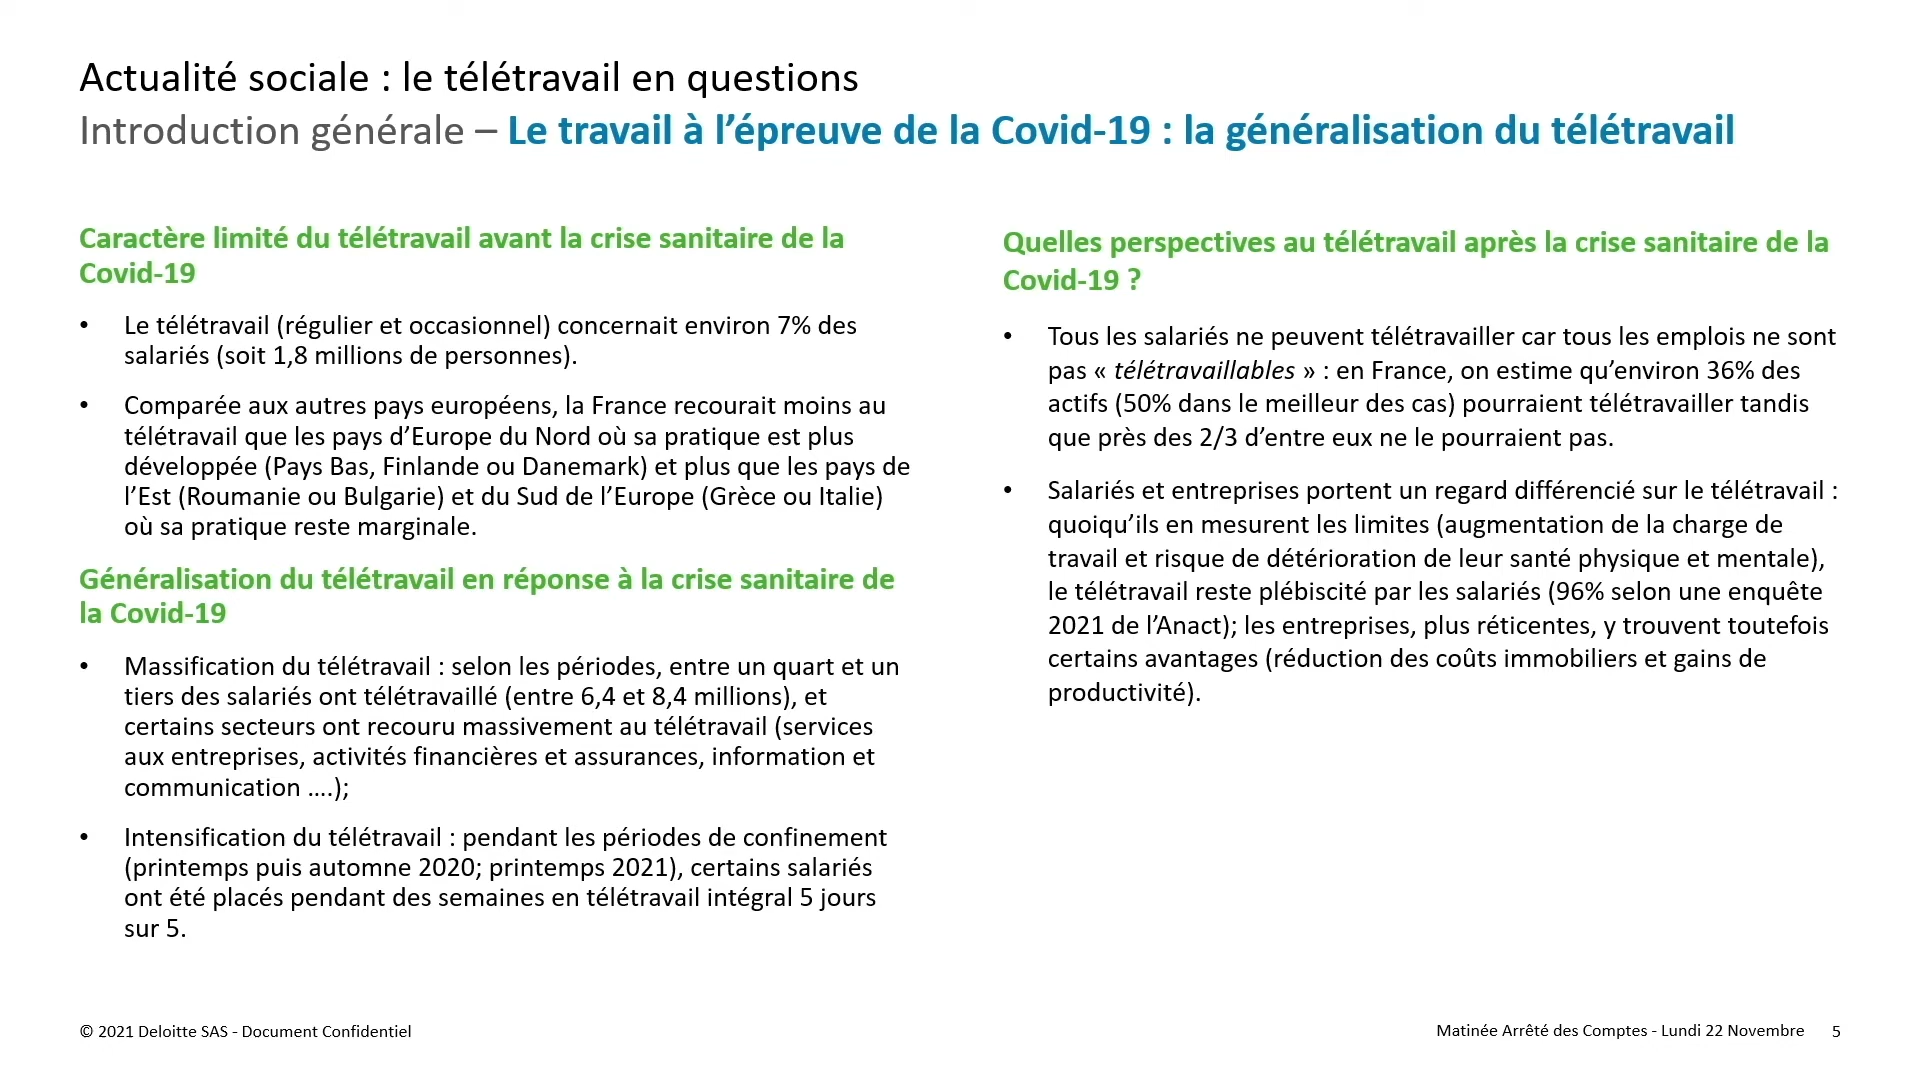 Actualité sociale : le télétravail en questions
Introduction générale – Le travail à l’épreuve de la Covid-19 : la généralisation du télétravail
Caractère limité du télétravail avant la crise sanitaire de la
Covid-19
• Le télétravail (régulier et occasionnel) concernait environ 7% des
salariés (soit 1,8 millions de personnes).
• Comparée aux autres pays européens, la France recourait moins au
télétravail que les pays d’Europe du Nord où sa pratique est plus
développée (Pays Bas, Finlande ou Danemark) et plus que les pays de
l’Est (Roumanie ou Bulgarie) et du Sud de l’Europe (Grèce ou Italie)
où sa pratique reste marginale.
Généralisation du télétravail en réponse à la crise sanitaire de
la Covid-19
• Massification du télétravail : selon les périodes, entre un quart et un
tiers des salariés ont télétravaillé (entre 6,4 et 8,4 millions), et
certains secteurs ont recouru massivement au télétravail (services
aux entreprises, activités financières et assurances, information et
communication ….);
• Intensification du télétravail : pendant les périodes de confinement
(printemps puis automne 2020; printemps 2021), certains salariés
ont été placés pendant des semaines en télétravail intégral 5 jours
sur 5.
Quelles perspectives au télétravail après la crise sanitaire de la
Covid-19 ?
• Tous les salariés ne peuvent télétravailler car tous les emplois ne sont
pas « télétravaillables » : en France, on estime qu’environ 36% des
actifs (50% dans le meilleur des cas) pourraient télétravailler tandis
que près des 2/3 d’entre eux ne le pourraient pas.
• Salariés et entreprises portent un regard différencié sur le télétravail :
quoiqu’ils en mesurent les limites (augmentation de la charge de
travail et risque de détérioration de leur santé physique et mentale),
le télétravail reste plébiscité par les salariés (96% selon une enquête
2021 de l’Anact); les entreprises, plus réticentes, y trouvent toutefois
certains avantages (réduction des coûts immobiliers et gains de
productivité).
© 2021 Deloitte SAS - Document Confidentiel
Matinée Arrêté des Comptes - Lundi 22 Novembre 5